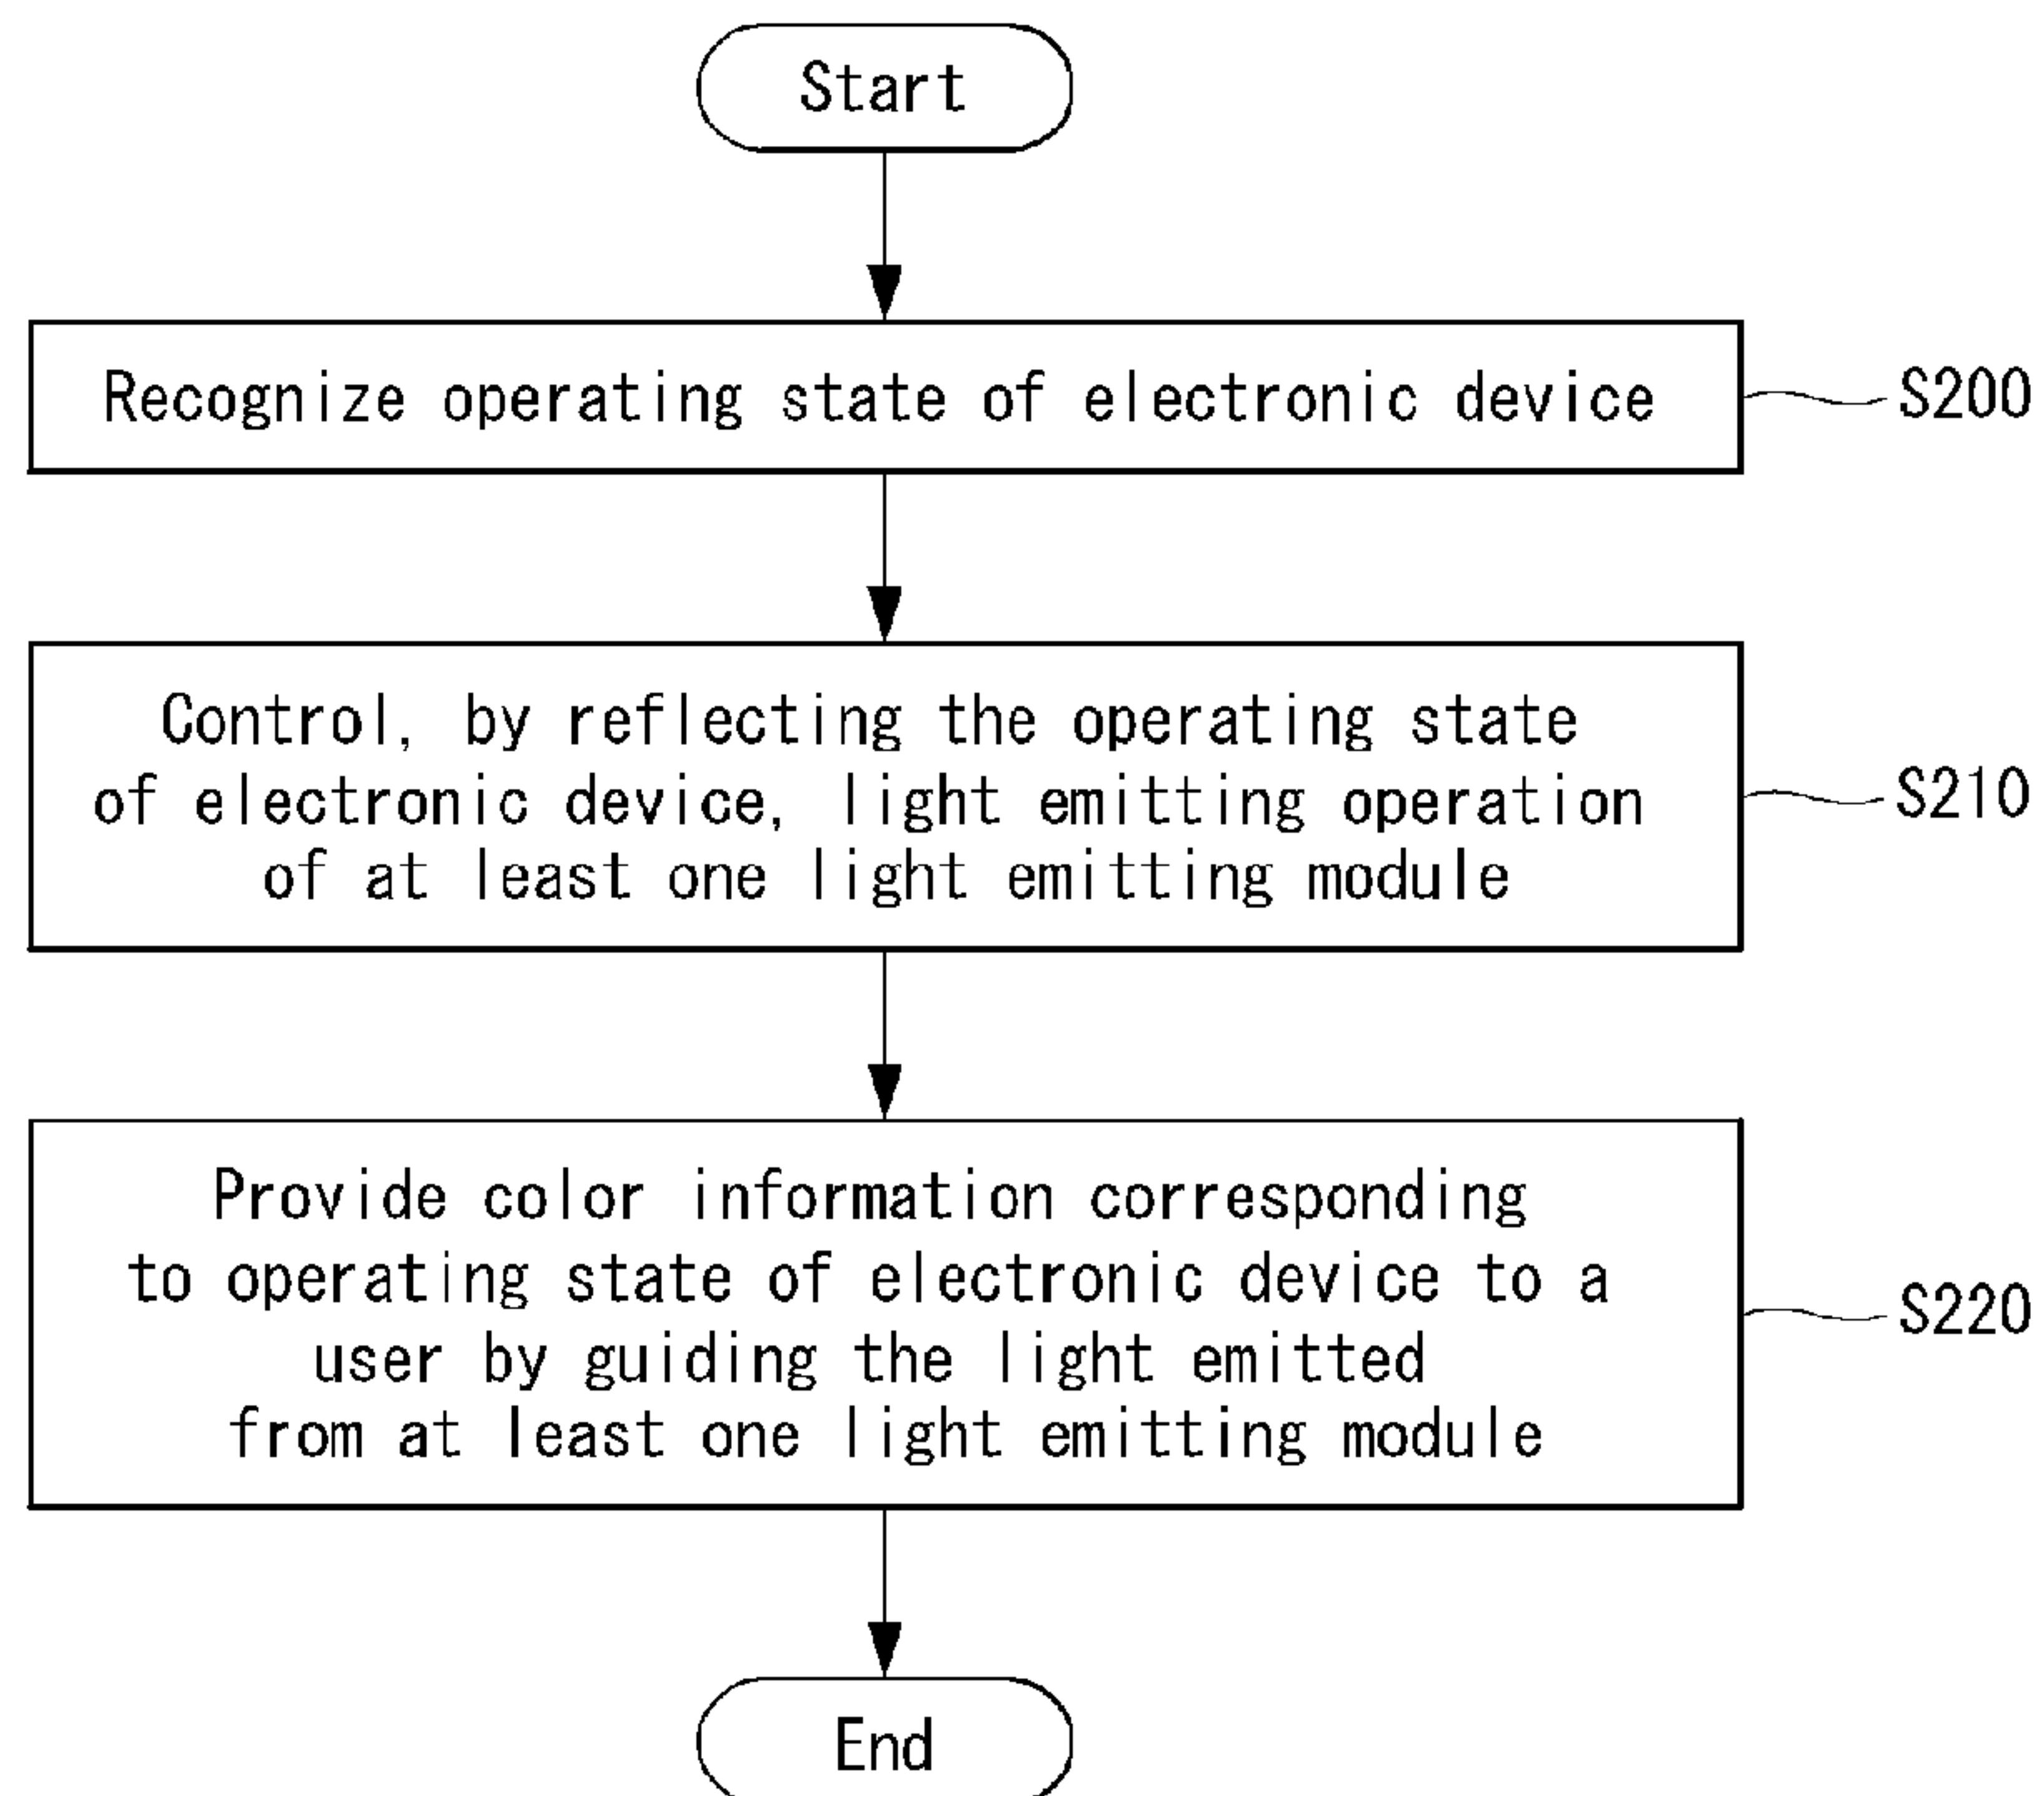 Start
Recognize operating state of electronic device
S200
Control, by reflecting the operating state
of electronic device, light emitting operation
of at least one light emitting module
S210
Provide color information corresponding
to operating state of electronic device to a
user by guiding the light emitted
from at least one light emitting module
S220
End